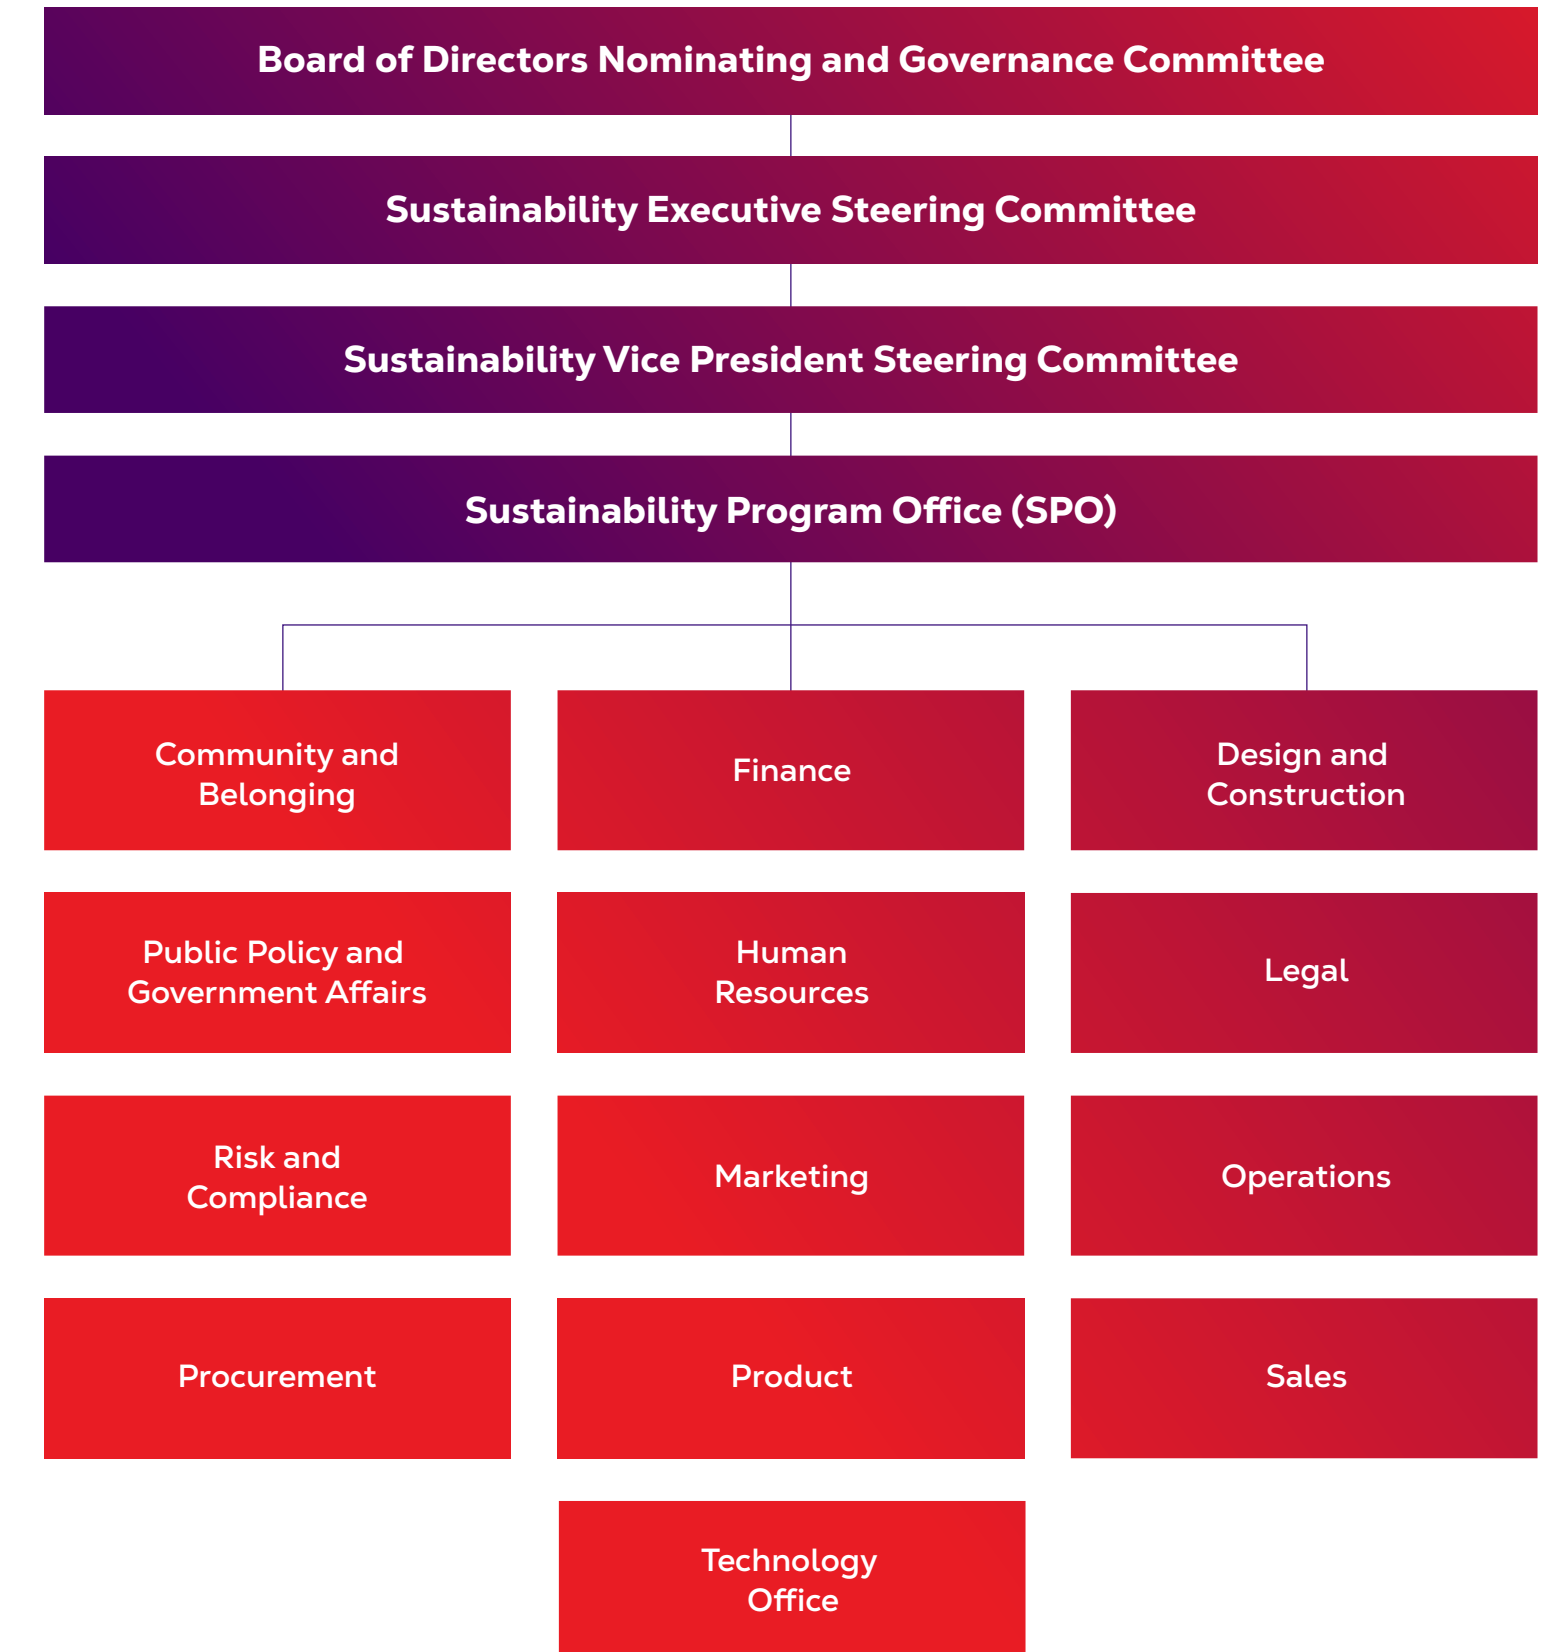 Board of Directors Nominating and Governance Committee
Sustainability Executive Steering Committee
Sustainability Vice President Steering Committee
Sustainability Program Office (SPO)
Community and
Belonging
Finance
Design and
Construction
Public Policy and
Government Affairs
Human
Resources
Legal
Risk and
Compliance
Marketing
Operations
Procurement
Product
Sales
Technology
Office